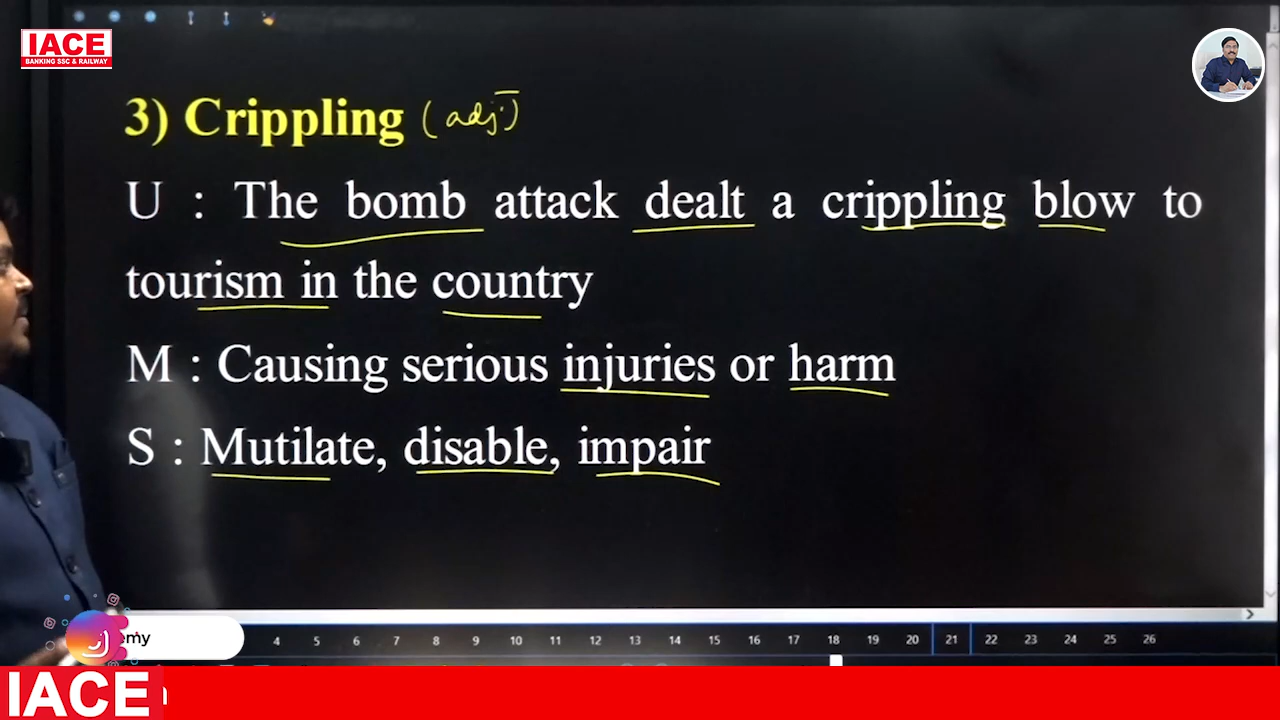 IACE
BANKING SSC & RAILWAY
3) Crippling (adj.)
U : The bomb attack dealt a crippling blow to
tourism in the country
M : Causing serious injuries or harm
S : Mutilate, disable, impair
emy
4 5 6 7 8 9 10 11 12 13 14 15 16 17 18 19 20 21 22 23 24 25 26
IACE